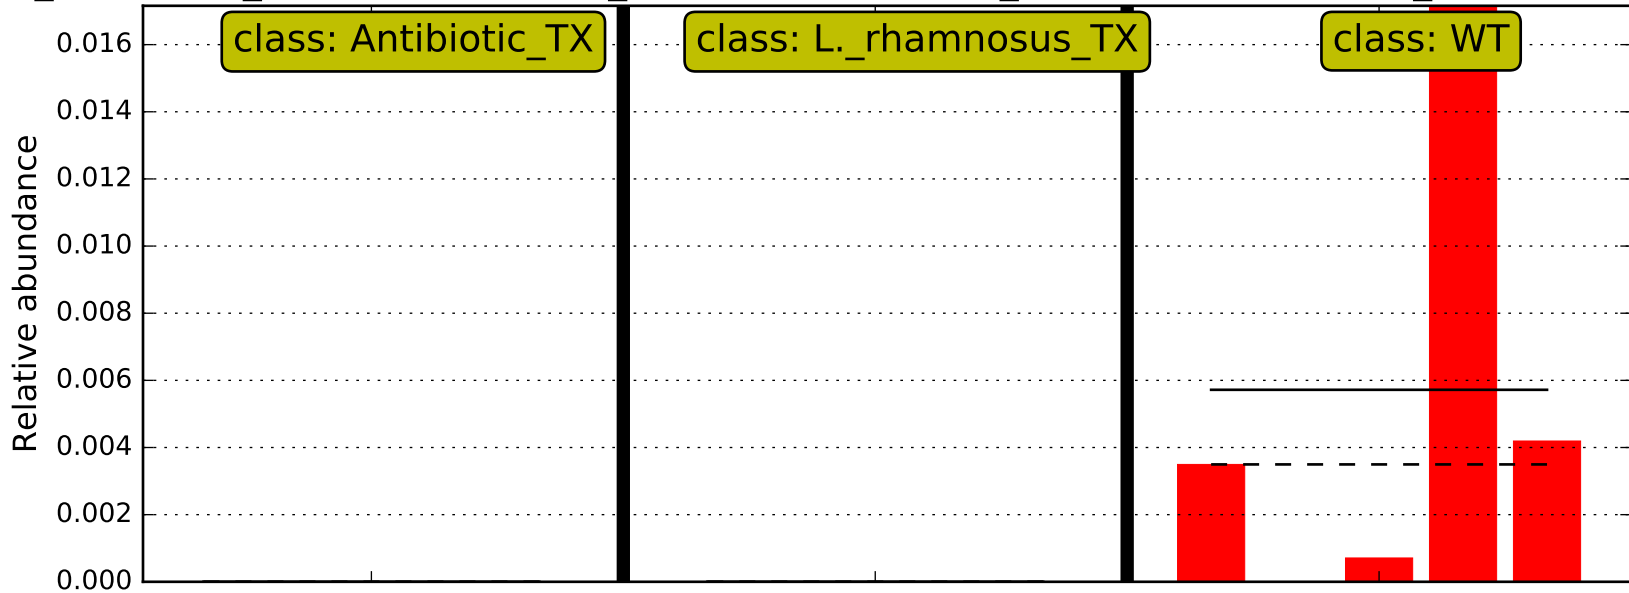 class: Antibiotic_TX
class: L._rhamnosus_TX
class: WT
0.016
0.014
0.012
0.010
0.008
0.006
0.004
0.002
0.000
Relative abundance